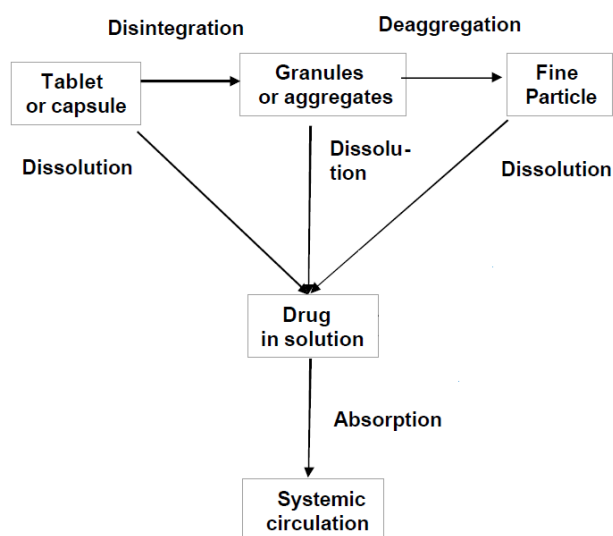 Disintegration
Deaggregation
Tablet
or capsule
Granules
or aggregates
Fine
Particle
Dissolution
Dissolu-
tion
Dissolution
Drug
in solution
Absorption
Systemic
circulation